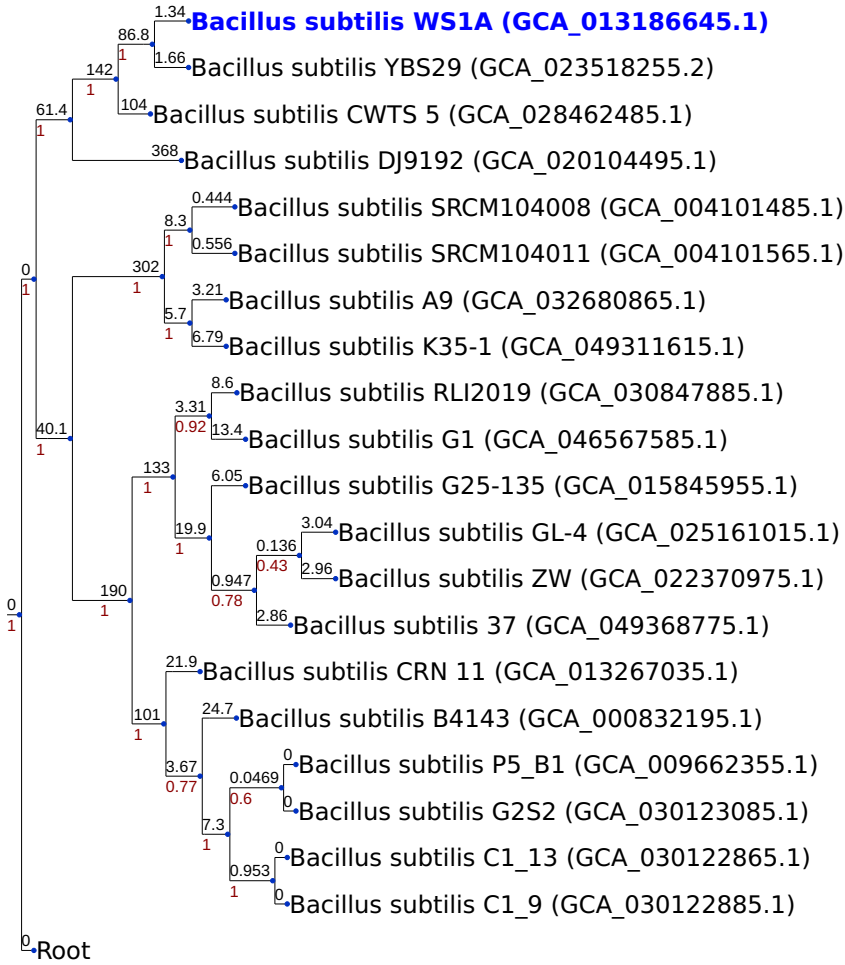 1.34
Bacillus subtilis WS1A (GCA_013186645.1)
86.8
1
1.66
Bacillus subtilis YBS29 (GCA_023518255.2)
142
1
104
Bacillus subtilis CWTS 5 (GCA_028462485.1)
61.4
1
368
Bacillus subtilis DJ9192 (GCA_020104495.1)
0.444
Bacillus subtilis SRCM104008 (GCA_004101485.1)
8.3
1
0.556
Bacillus subtilis SRCM104011 (GCA_004101565.1)
0
1
302
1
3.21
Bacillus subtilis A9 (GCA_032680865.1)
5.7
1
6.79
Bacillus subtilis K35-1 (GCA_049311615.1)
8.6
Bacillus subtilis RLI2019 (GCA_030847885.1)
3.31
0.92
13.4
Bacillus subtilis G1 (GCA_046567585.1)
40.1
1
133
1
6.05
Bacillus subtilis G25-135 (GCA_015845955.1)
19.9
1
3.04
Bacillus subtilis GL-4 (GCA_025161015.1)
0.136
0.43
2.96
Bacillus subtilis ZW (GCA_022370975.1)
0.947
0.78
190
1
0
1
2.86
Bacillus subtilis 37 (GCA_049368775.1)
21.9
Bacillus subtilis CRN 11 (GCA_013267035.1)
101
1
24.7
Bacillus subtilis B4143 (GCA_000832195.1)
3.67
0.77
0
Bacillus subtilis P5_B1 (GCA_009662355.1)
0.0469
0.6
0
Bacillus subtilis G2S2 (GCA_030123085.1)
7.3
1
0
Bacillus subtilis C1_13 (GCA_030122865.1)
0.953
1
0
Bacillus subtilis C1_9 (GCA_030122885.1)
0
Root